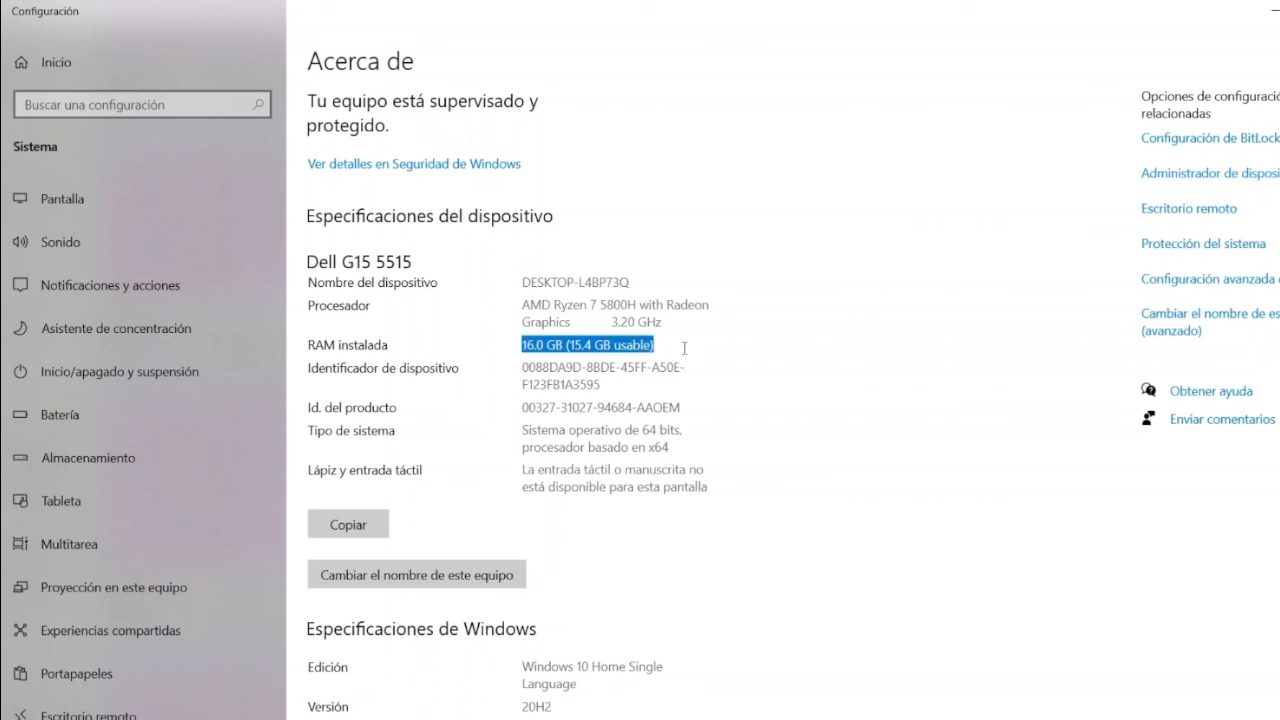 Configuración
Inicio
Buscar una configuración
Sistema
Pantalla
Sonido
Notificaciones y acciones
Asistente de concentración
Inicio/apagado y suspensión
Batería
Almacenamiento
Tableta
Multitarea
Proyección en este equipo
Experiencias compartidas
Portapapeles
Escritorio remoto
Acerca de
Tu equipo está supervisado y
protegido.
Ver detalles en Seguridad de Windows
Especificaciones del dispositivo
Dell G15 5515
Nombre del dispositivo DESKTOP-L4BP73Q
Procesador AMD Ryzen 7 5800H with Radeon
Graphics 3.20 GHz
RAM instalada 16.0 GB (15.4 GB usable)
Identificador de dispositivo 0088DA9D-8BDE-45FF-A50E-
F123FB1A3595
Id. del producto 00327-31027-94684-AAOEM
Tipo de sistema Sistema operativo de 64 bits,
procesador basado en x64
Lápiz y entrada táctil La entrada táctil o manuscrita no
está disponible para esta pantalla
Copiar
Cambiar el nombre de este equipo
Especificaciones de Windows
Edición Windows 10 Home Single
Language
Versión 20H2
Opciones de configuració
relacionadas
Configuración de BitLock
Administrador de disposi
Escritorio remoto
Protección del sistema
Configuración avanzada
Cambiar el nombre de es
(avanzado)
Obtener ayuda
Enviar comentarios